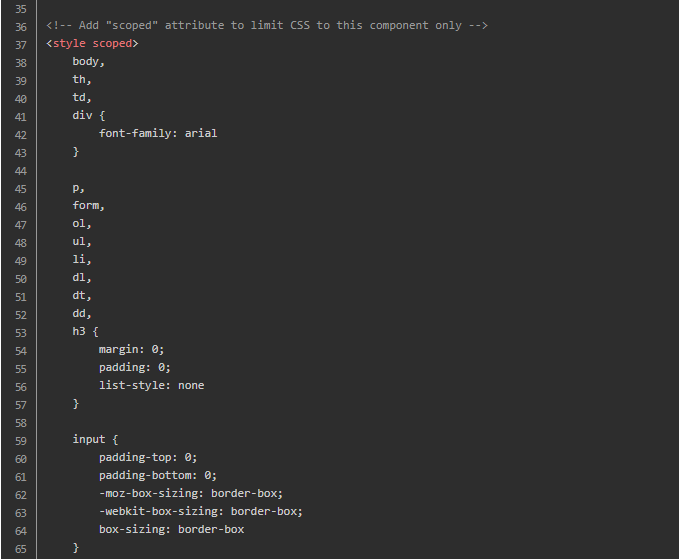 35
36 <!-- Add "scoped" attribute to limit CSS to this component only -->
37 <style scoped>
38 body,
39 th,
40 td,
41 div {
42 font-family: arial
43 }
44
45 p,
46 form,
47 ol,
48 ul,
49 li,
50 dl,
51 dt,
52 dd,
53 h3 {
54 margin: 0;
55 padding: 0;
56 list-style: none
57 }
58
59 input {
60 padding-top: 0;
61 padding-bottom: 0;
62 -moz-box-sizing: border-box;
63 -webkit-box-sizing: border-box;
64 box-sizing: border-box
65 }